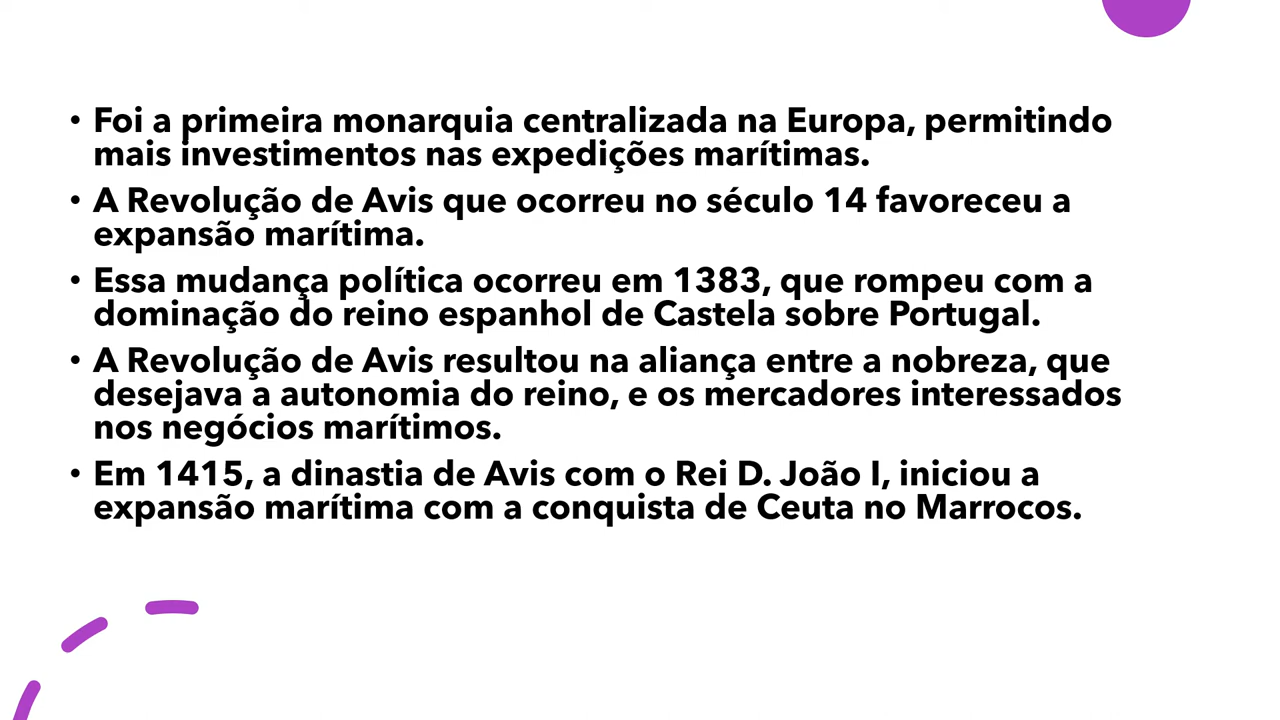 • Foi a primeira monarquia centralizada na Europa, permitindo
mais investimentos nas expedições marítimas.
• A Revolução de Avis que ocorreu no século 14 favoreceu a
expansão marítima.
• Essa mudança política ocorreu em 1383, que rompeu com a
dominação do reino espanhol de Castela sobre Portugal.
• A Revolução de Avis resultou na aliança entre a nobreza, que
desejava a autonomia do reino, e os mercadores interessados
nos negócios marítimos.
• Em 1415, a dinastia de Avis com o Rei D. João I, iniciou a
expansão marítima com a conquista de Ceuta no Marrocos.